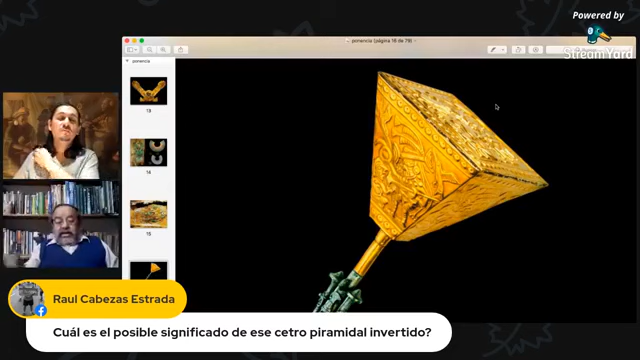 Powered by
StreamYard
ponencia (página 16 de 79)
ponencia
13
14
15
Raul Cabezas Estrada
Cuál es el posible significado de ese cetro piramidal invertido?